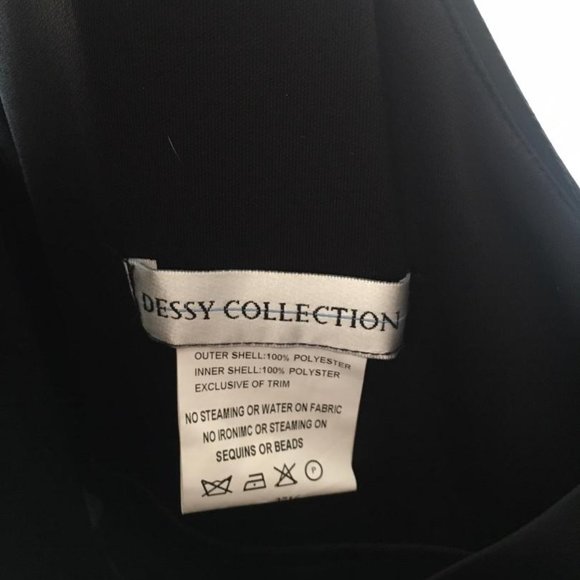 DESSY COLLECTION
OUTER SHELL:100% POLYESTER
INNER SHELL:100% POLYSTER
EXCLUSIVE OF TRIM
NO STEAMING OR WATER ON FABRIC
NO IRONIMC OR STEAMING ON
SEQUINS OR BEADS
P